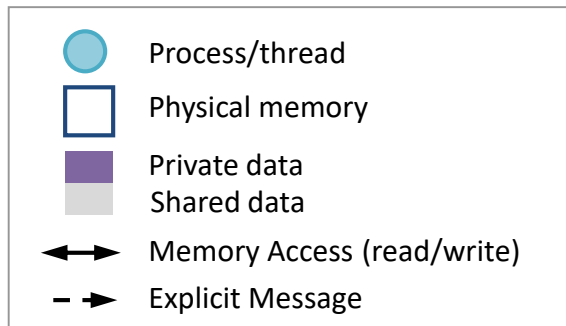 Process/thread
Physical memory
Private data
Shared data
Memory Access (read/write)
Explicit Message